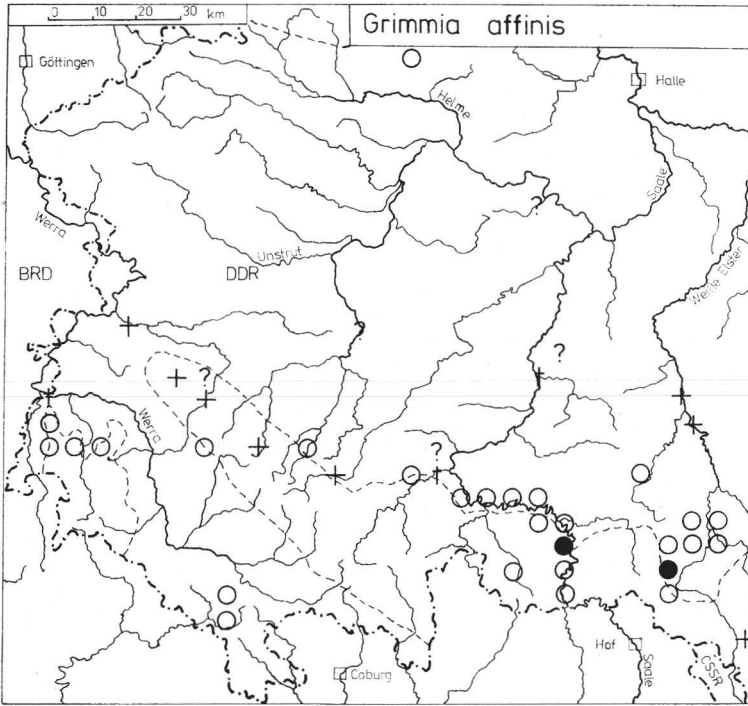 0 10 20 30 km
Grimmia affinis
Göttingen
Halle
Helme
Saale
Werra
Unstrut
Weiße Elster
BRD
DDR
?
?
Werra
?
Hof
Coburg
Saale
CSSR